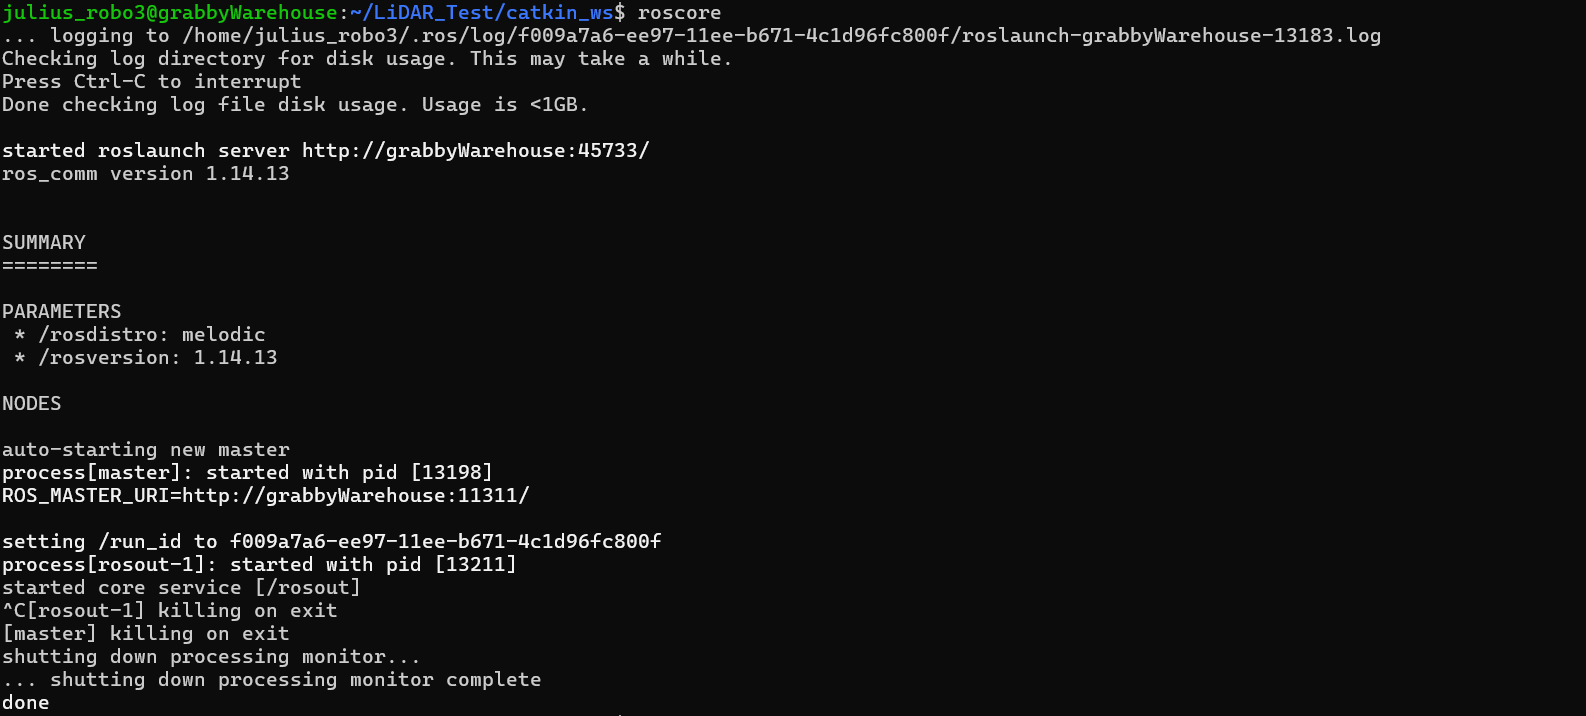 julius_robo3@grabbyWarehouse:~/LiDAR_Test/catkin_ws$ roscore
... logging to /home/julius_robo3/.ros/log/f009a7a6-ee97-11ee-b671-4c1d96fc800f/roslaunch-grabbyWarehouse-13183.log
Checking log directory for disk usage. This may take a while.
Press Ctrl-C to interrupt
Done checking log file disk usage. Usage is <1GB.

started roslaunch server http://grabbyWarehouse:45733/
ros_comm version 1.14.13


SUMMARY
========

PARAMETERS
 * /rosdistro: melodic
 * /rosversion: 1.14.13

NODES

auto-starting new master
process[master]: started with pid [13198]
ROS_MASTER_URI=http://grabbyWarehouse:11311/

setting /run_id to f009a7a6-ee97-11ee-b671-4c1d96fc800f
process[rosout-1]: started with pid [13211]
started core service [/rosout]
^C[rosout-1] killing on exit
[master] killing on exit
shutting down processing monitor...
... shutting down processing monitor complete
done